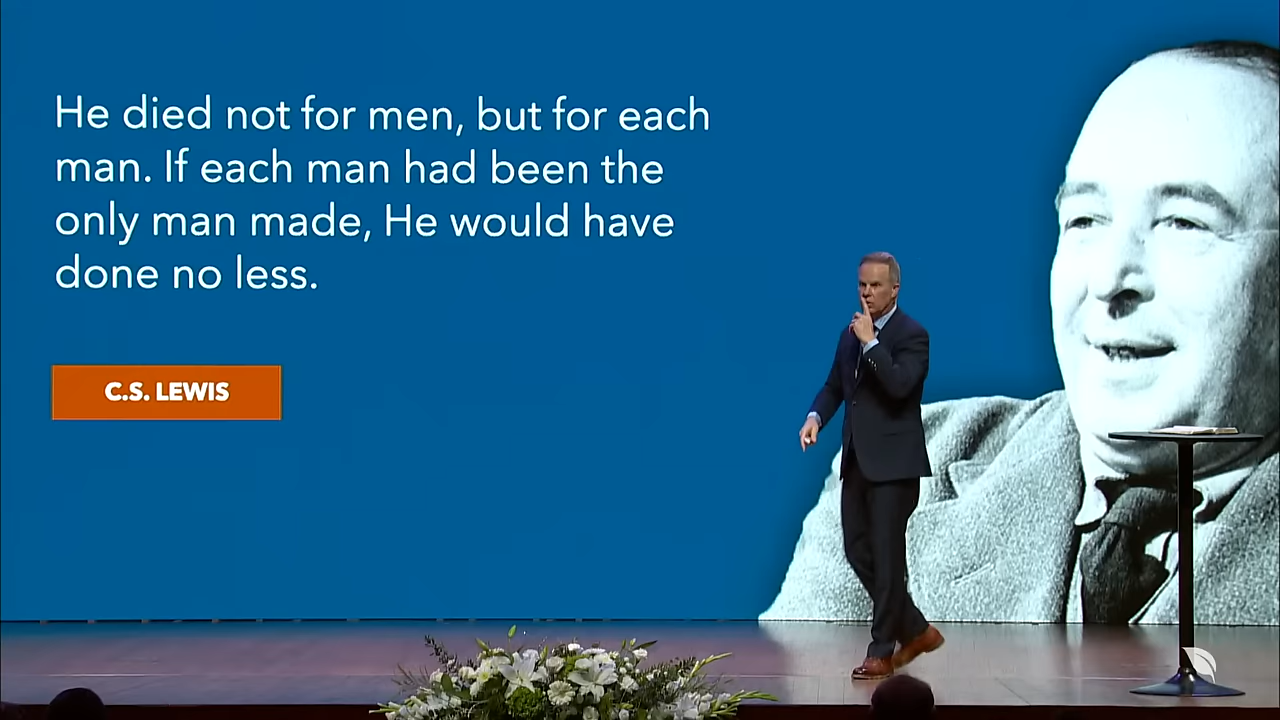 He died not for men, but for each
man. If each man had been the
only man made, He would have
done no less.
C.S. LEWIS